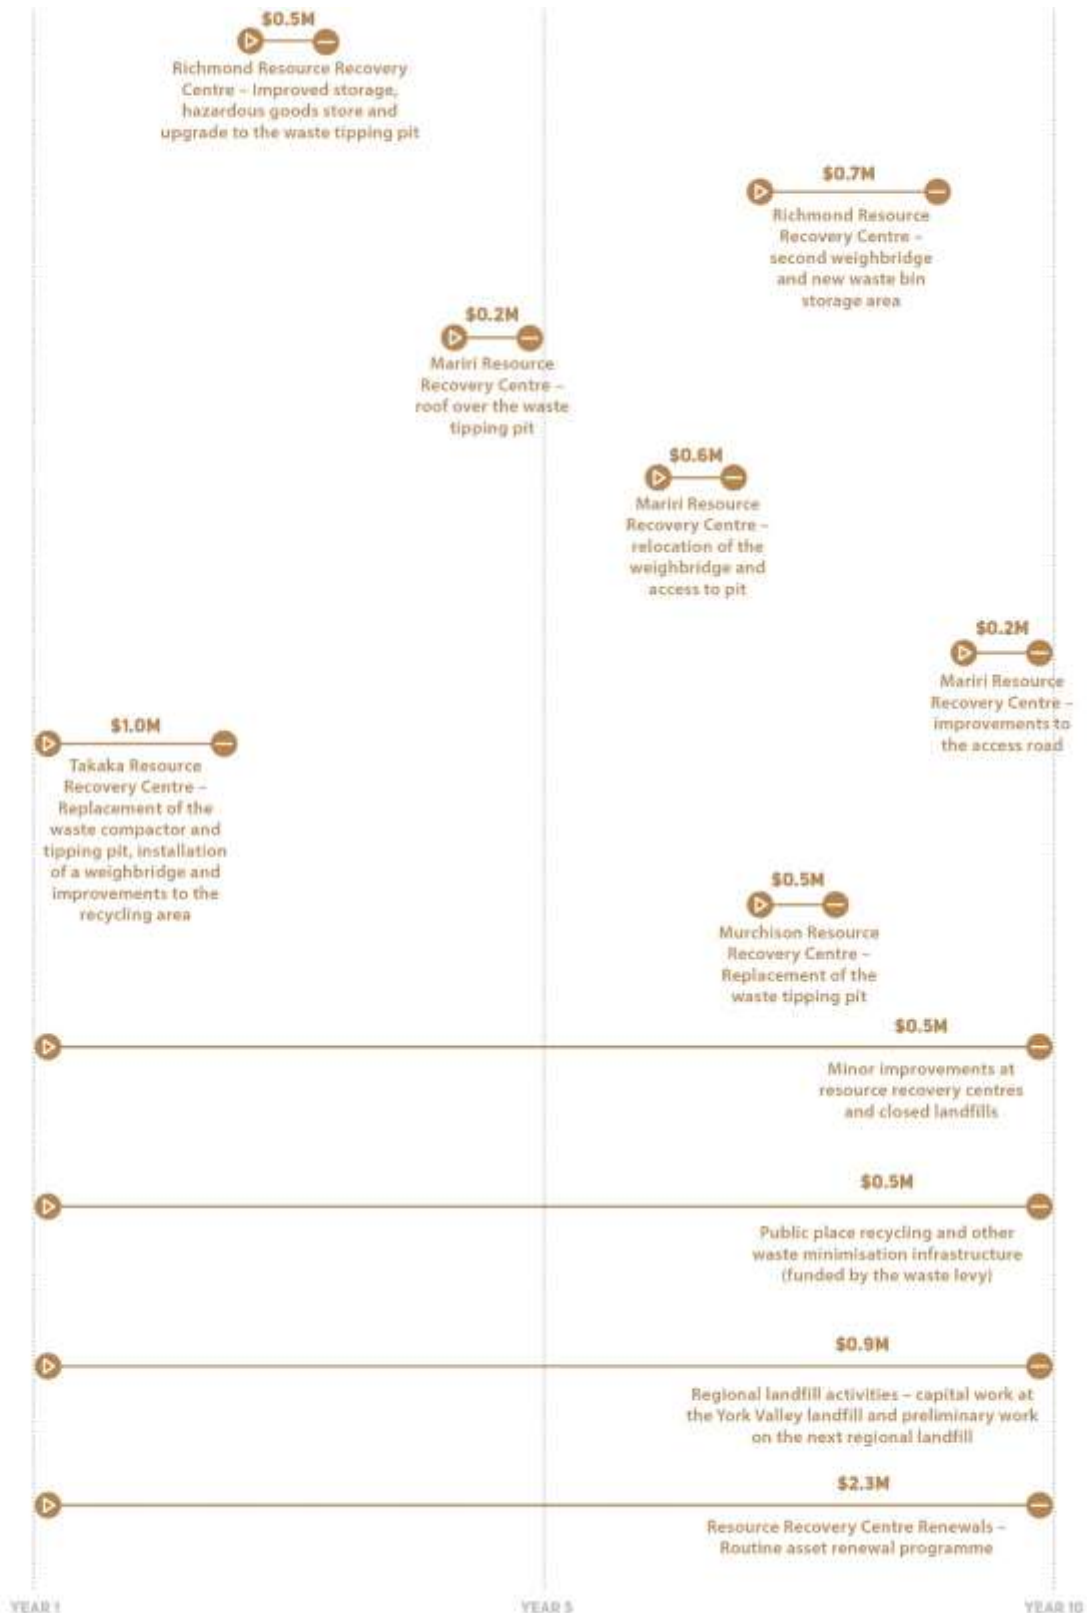 $0.5M
Richmond Resource Recovery
Centre – Improved storage,
hazardous goods store and
upgrade to the waste tipping pit
$0.7M
Richmond Resource
Recovery Centre –
second weighbridge
and new waste bin
storage area
$0.2M
Mariri Resource
Recovery Centre –
roof over the waste
tipping pit
$0.6M
Mariri Resource
Recovery Centre –
relocation of the
weighbridge and
access to pit
$0.2M
Mariri Resource
Recovery Centre –
improvements to
the access road
$1.0M
Takaka Resource
Recovery Centre –
Replacement of the
waste compactor and
tipping pit, installation
of a weighbridge and
improvements to the
recycling area
$0.5M
Murchison Resource
Recovery Centre –
Replacement of the
waste tipping pit
$0.5M
Minor improvements at
resource recovery centres
and closed landfills
$0.5M
Public place recycling and other
waste minimisation infrastructure
(funded by the waste levy)
$0.9M
Regional landfill activities – capital work at
the York Valley landfill and preliminary work
on the next regional landfill
$2.3M
Resource Recovery Centre Renewals –
Routine asset renewal programme
YEAR 1
YEAR 5
YEAR 10